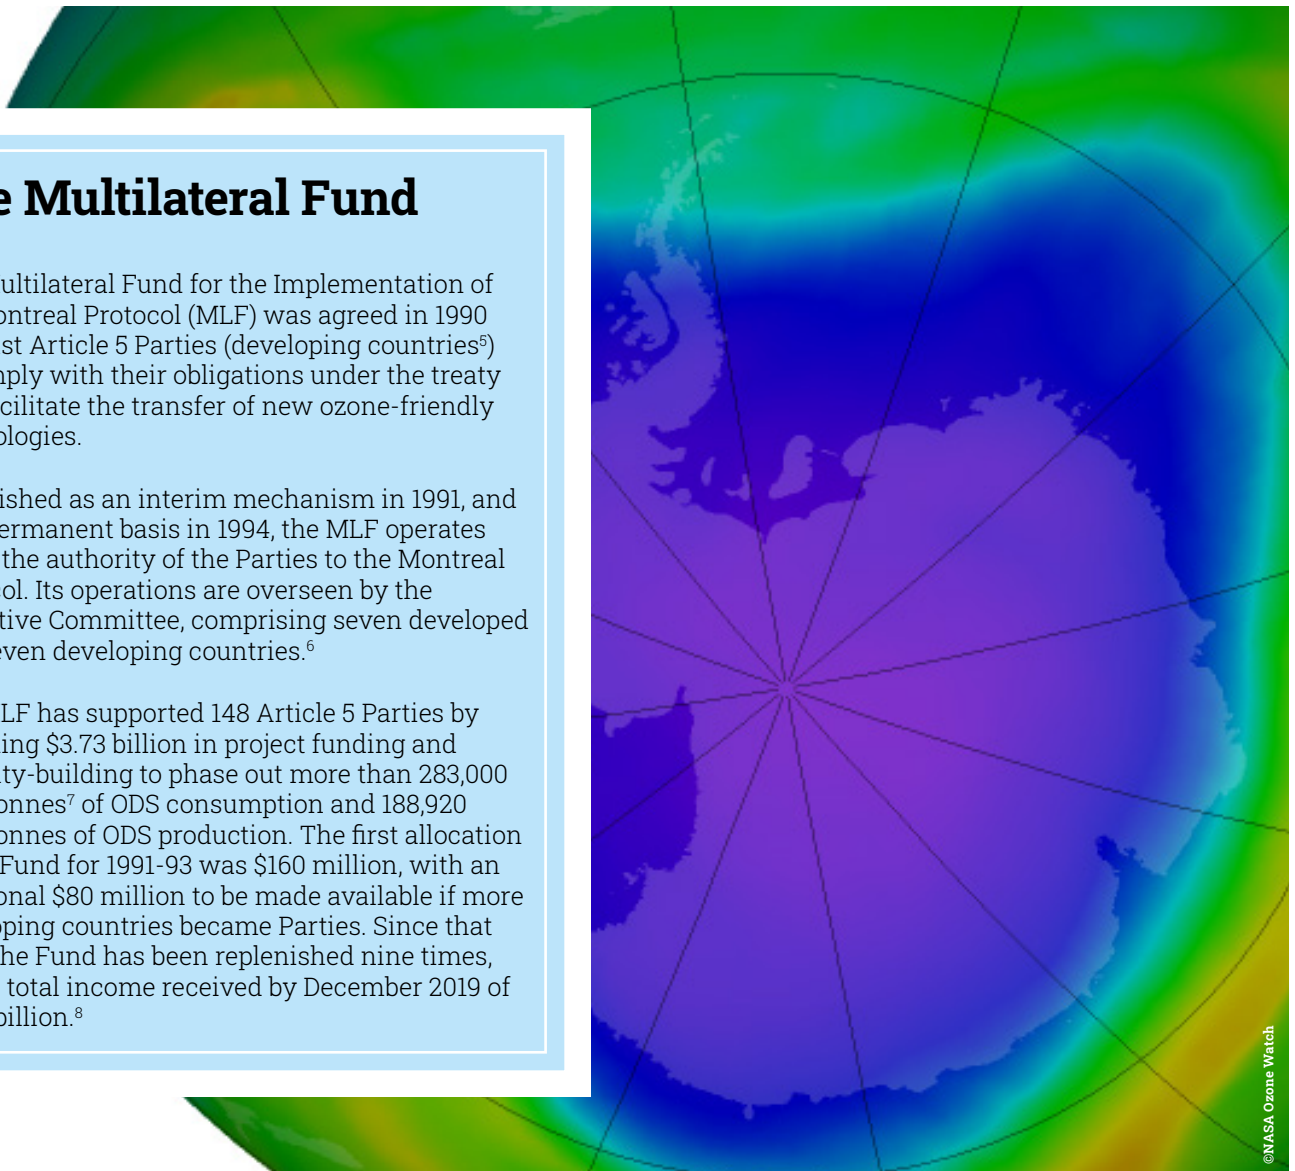 e Multilateral Fund
ultilateral Fund for the Implementation of
ontreal Protocol (MLF) was agreed in 1990
st Article 5 Parties (developing countries⁵)
mply with their obligations under the treaty
cilitate the transfer of new ozone-friendly
ologies.
ished as an interim mechanism in 1991, and
ermanent basis in 1994, the MLF operates
the authority of the Parties to the Montreal
col. Its operations are overseen by the
tive Committee, comprising seven developed
even developing countries.⁶
LF has supported 148 Article 5 Parties by
ing $3.73 billion in project funding and
ity-building to phase out more than 283,000
onnes⁷ of ODS consumption and 188,920
onnes of ODS production. The first allocation
Fund for 1991-93 was $160 million, with an
onal $80 million to be made available if more
ping countries became Parties. Since that
he Fund has been replenished nine times,
total income received by December 2019 of
billion.⁸
©NASA Ozone Watch